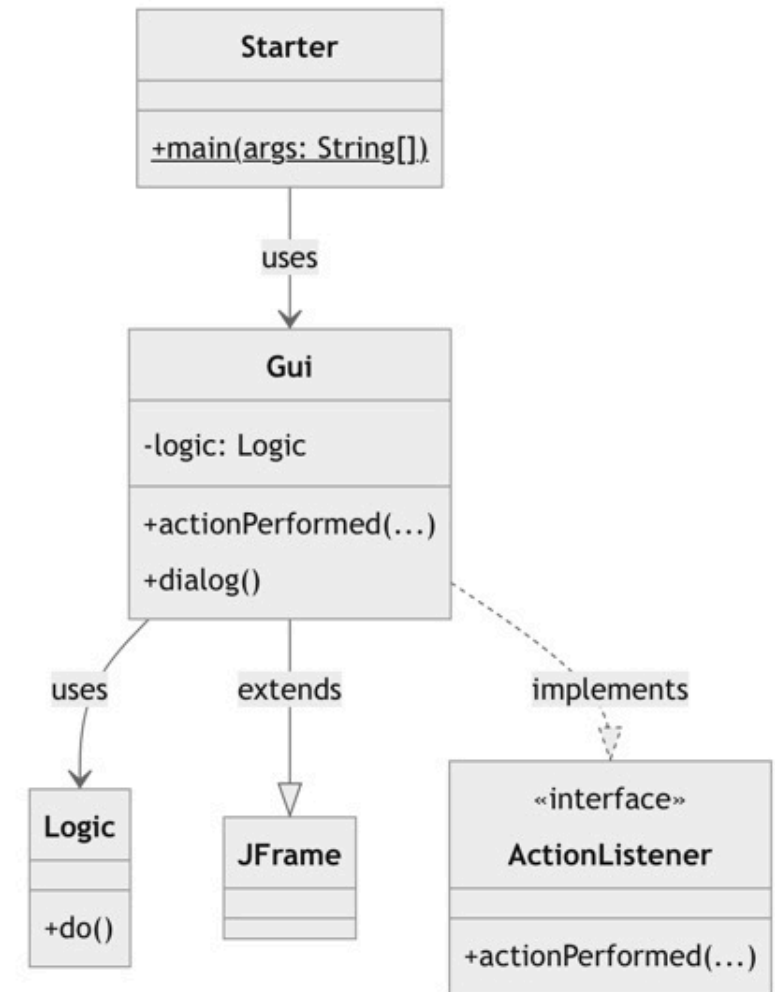 Starter
+main(args: String[])
uses
Gui
-logic: Logic
+actionPerformed(...)
+dialog()
uses
extends
implements
Logic
+do()
JFrame
«interface»
ActionListener
+actionPerformed(...)